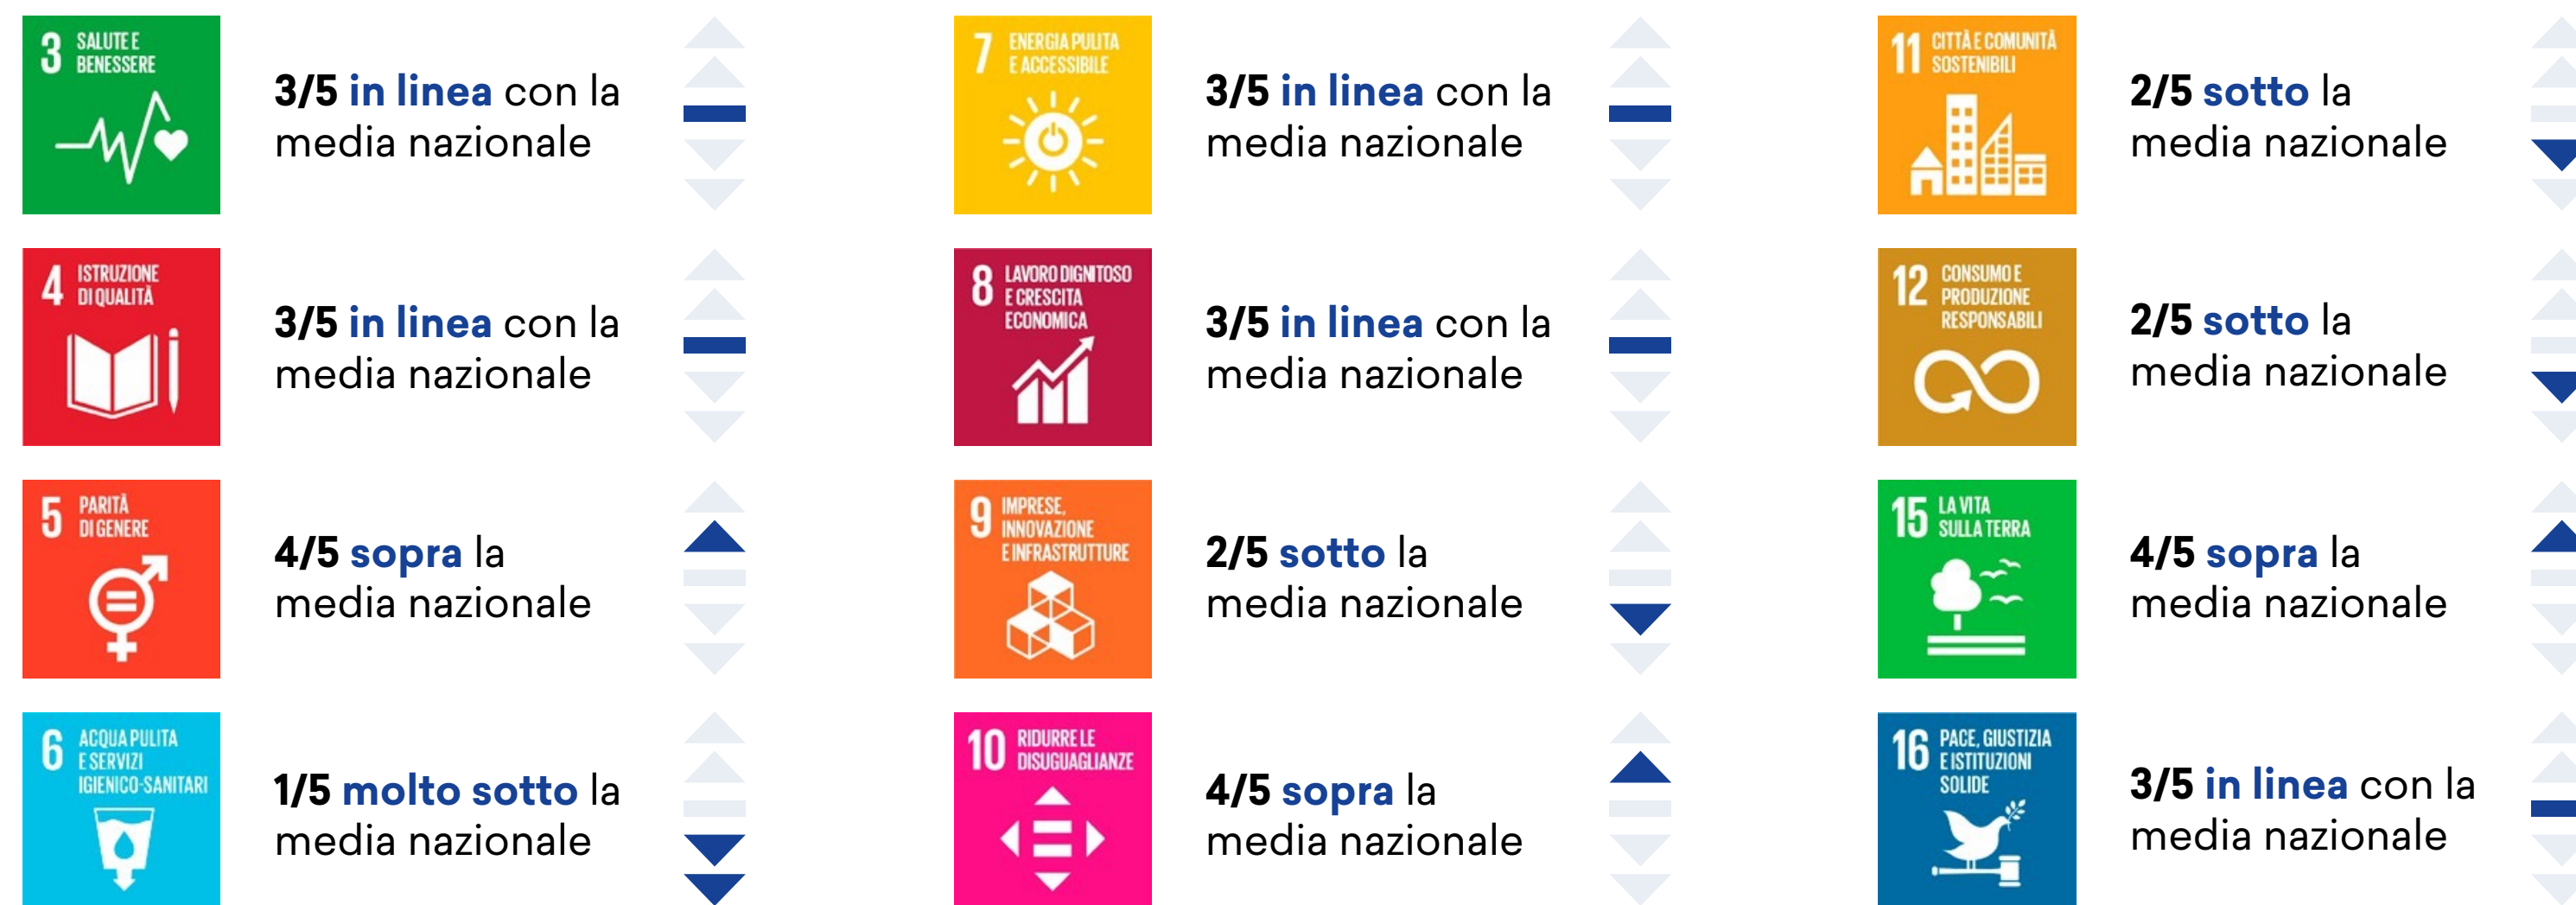 3 SALUTE E
BENESSERE
3/5 in linea con la
media nazionale
4 ISTRUZIONE
DI QUALITÀ
3/5 in linea con la
media nazionale
5 PARITÀ
DI GENERE
4/5 sopra la
media nazionale
6 ACQUA PULITA
E SERVIZI
IGIENICO-SANITARI
1/5 molto sotto la
media nazionale
7 ENERGIA PULITA
E ACCESSIBILE
3/5 in linea con la
media nazionale
8 LAVORO DIGNITOSO
E CRESCITA
ECONOMICA
3/5 in linea con la
media nazionale
9 IMPRESE,
INNOVAZIONE
E INFRASTRUTTURE
2/5 sotto la
media nazionale
10 RIDURRE LE
DISUGUAGLIANZE
4/5 sopra la
media nazionale
11 CITTÀ E COMUNITÀ
SOSTENIBILI
2/5 sotto la
media nazionale
12 CONSUMO E
PRODUZIONE
RESPONSABILI
2/5 sotto la
media nazionale
15 LA VITA
SULLA TERRA
4/5 sopra la
media nazionale
16 PACE, GIUSTIZIA
E ISTITUZIONI
SOLIDE
3/5 in linea con la
media nazionale